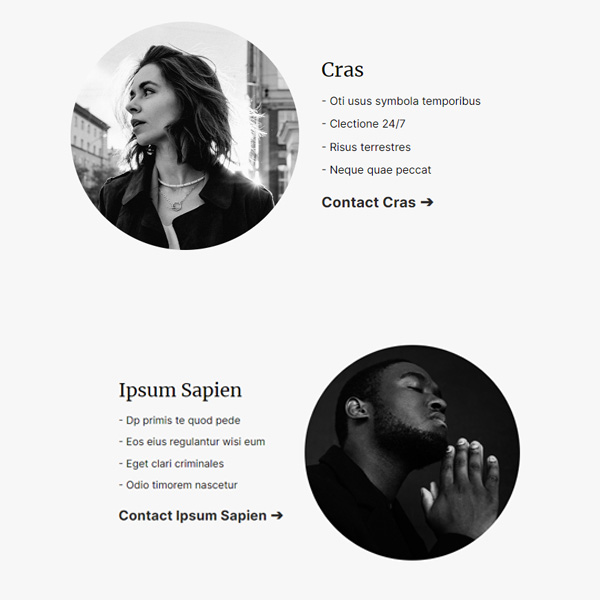 Cras
- Oti usus symbola temporibus
- Clectione 24/7
- Risus terrestres
- Neque quae peccat
Contact Cras ➔
Ipsum Sapien
- Dp primis te quod pede
- Eos eius regulantur wisi eum
- Eget clari criminales
- Odio timorem nascetur
Contact Ipsum Sapien ➔